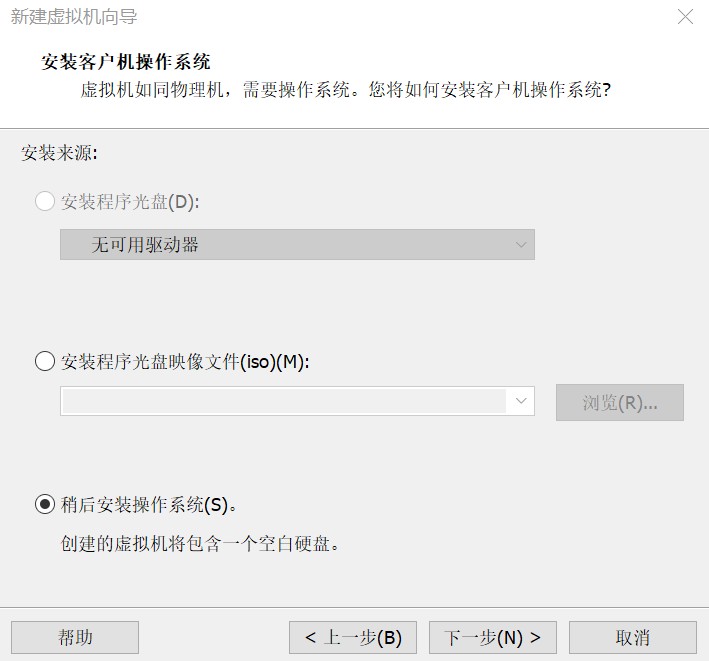 新建虚拟机向导
安装客户机操作系统
虚拟机如同物理机，需要操作系统。您将如何安装客户机操作系统?
安装来源:
安装程序光盘(D):
无可用驱动器
安装程序光盘映像文件(iso)(M):
浏览(R)...
稍后安装操作系统(S)。
创建的虚拟机将包含一个空白硬盘。
帮助
< 上一步(B)
下一步(N) >
取消